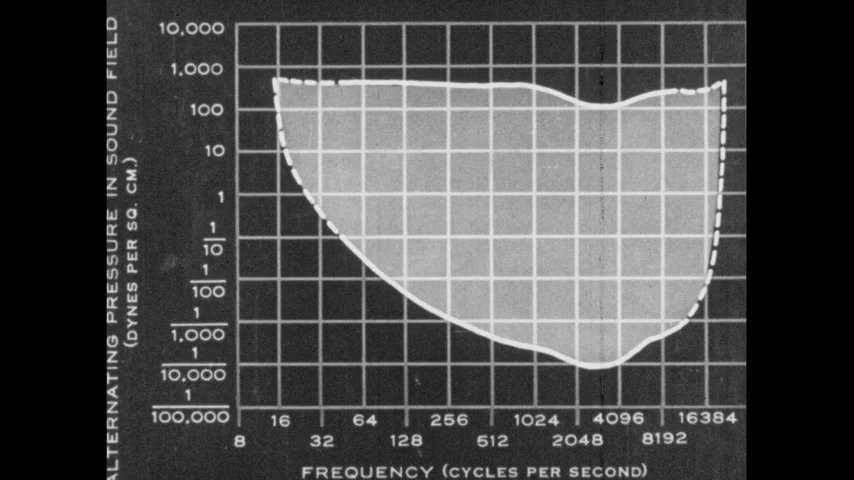 ALTERNATING PRESSURE IN SOUND FIELD
(DYNES PER SQ. CM.)
10,000
1,000
100
10
1
1/10
1/100
1/1,000
1/10,000
1/100,000
16 64 256 1024 4096 16384
8 32 128 512 2048 8192
FREQUENCY (CYCLES PER SECOND)